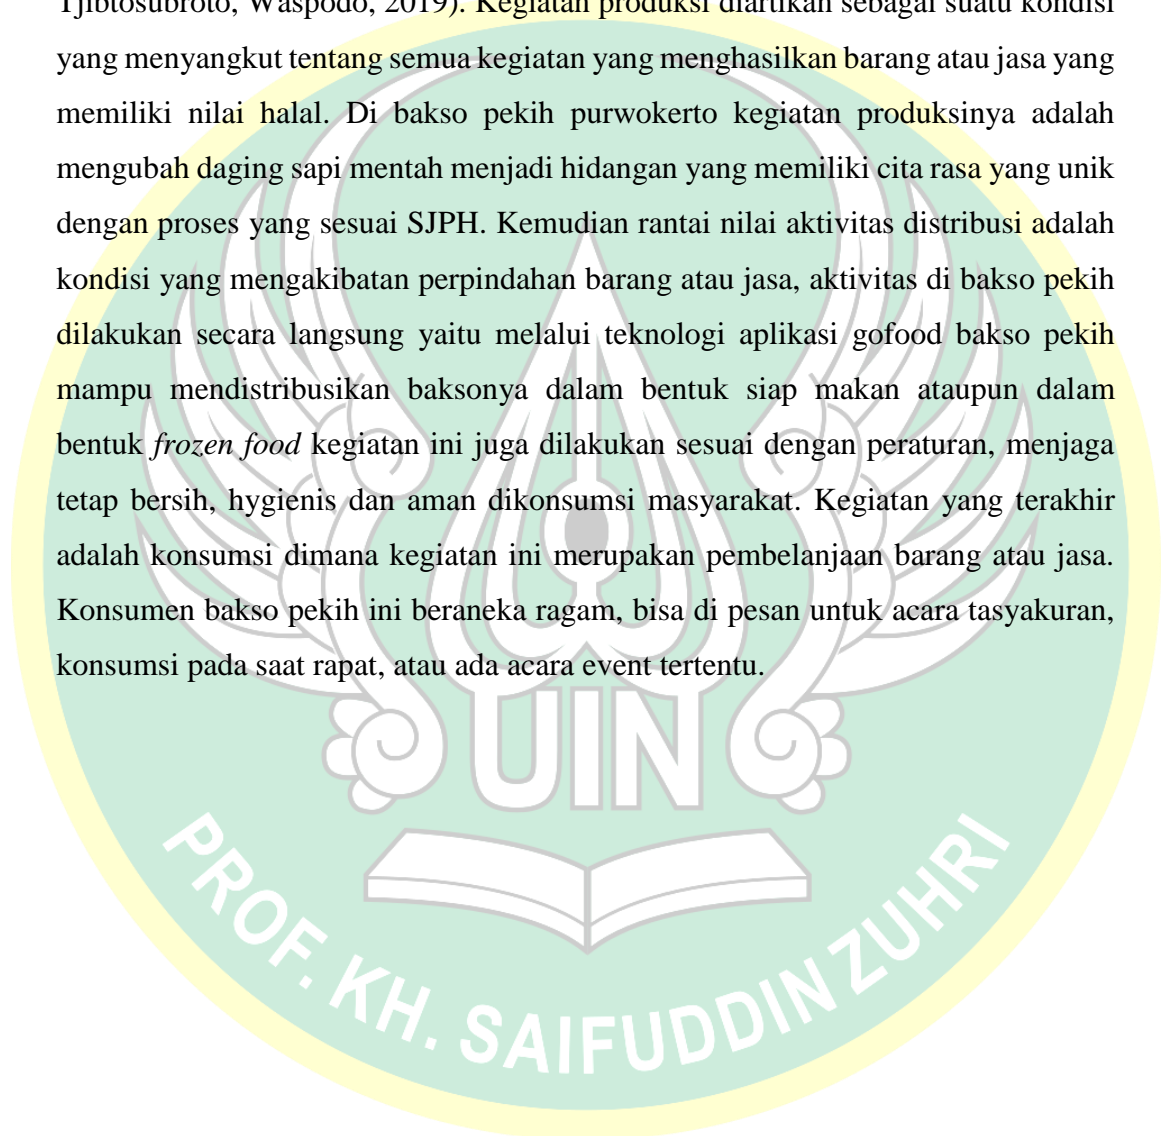 Tjibtosubroto, Waspodo, 2019). Kegiatan produksi diartikan sebagai suatu kondisi
yang menyangkut tentang semua kegiatan yang menghasilkan barang atau jasa yang
memiliki nilai halal. Di bakso pekih purwokerto kegiatan produksinya adalah
mengubah daging sapi mentah menjadi hidangan yang memiliki cita rasa yang unik
dengan proses yang sesuai SJPH. Kemudian rantai nilai aktivitas distribusi adalah
kondisi yang mengakibatan perpindahan barang atau jasa, aktivitas di bakso pekih
dilakukan secara langsung yaitu melalui teknologi aplikasi gofood bakso pekih
mampu mendistribusikan baksonya dalam bentuk siap makan ataupun dalam
bentuk frozen food kegiatan ini juga dilakukan sesuai dengan peraturan, menjaga
tetap bersih, hygienis dan aman dikonsumsi masyarakat. Kegiatan yang terakhir
adalah konsumsi dimana kegiatan ini merupakan pembelanjaan barang atau jasa.
Konsumen bakso pekih ini beraneka ragam, bisa di pesan untuk acara tasyakuran,
konsumsi pada saat rapat, atau ada acara event tertentu.
UIN
PROF. KH. SAIFUDDIN ZUHRI